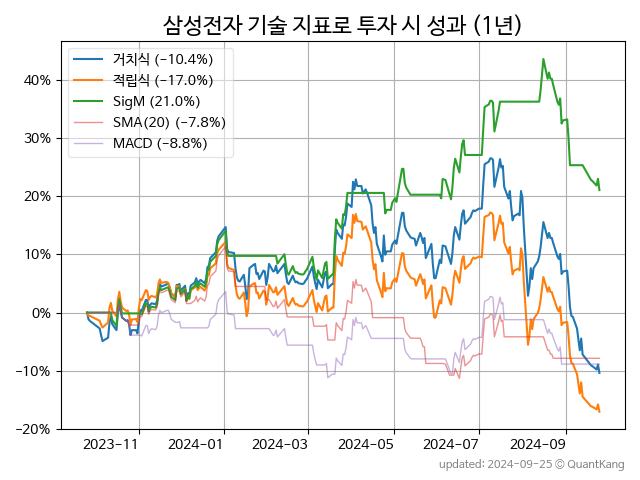 삼성전자 기술 지표로 투자 시 성과 (1년)
거치식 (−10.4%)
적립식 (−17.0%)
SigM (21.0%)
SMA(20) (−7.8%)
MACD (−8.8%)
40%
30%
20%
10%
0%
−10%
−20%
2023−11 2024−01 2024−03 2024−05 2024−07 2024−09
updated: 2024−09−25 © QuantKang